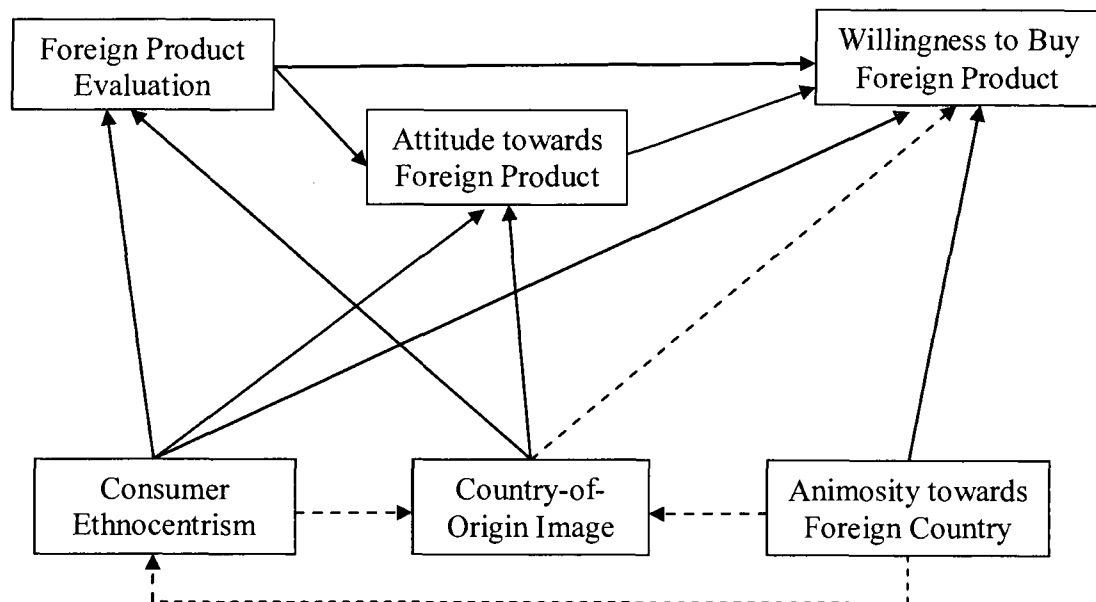 Foreign Product
Evaluation
Willingness to Buy
Foreign Product
Attitude towards
Foreign Product
Consumer
Ethnocentrism
Country-of-
Origin Image
Animosity towards
Foreign Country